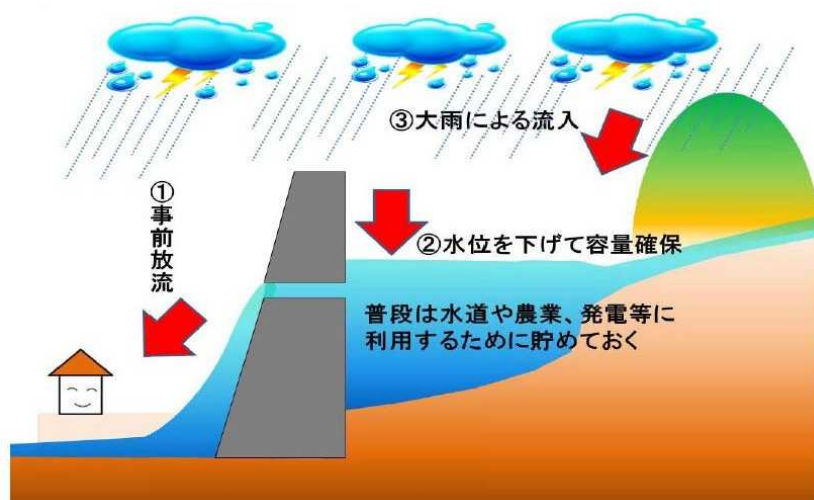 ③大雨による流入
①事前放流
②水位を下げて容量確保
普段は水道や農業、発電等に
利用するために貯めておく